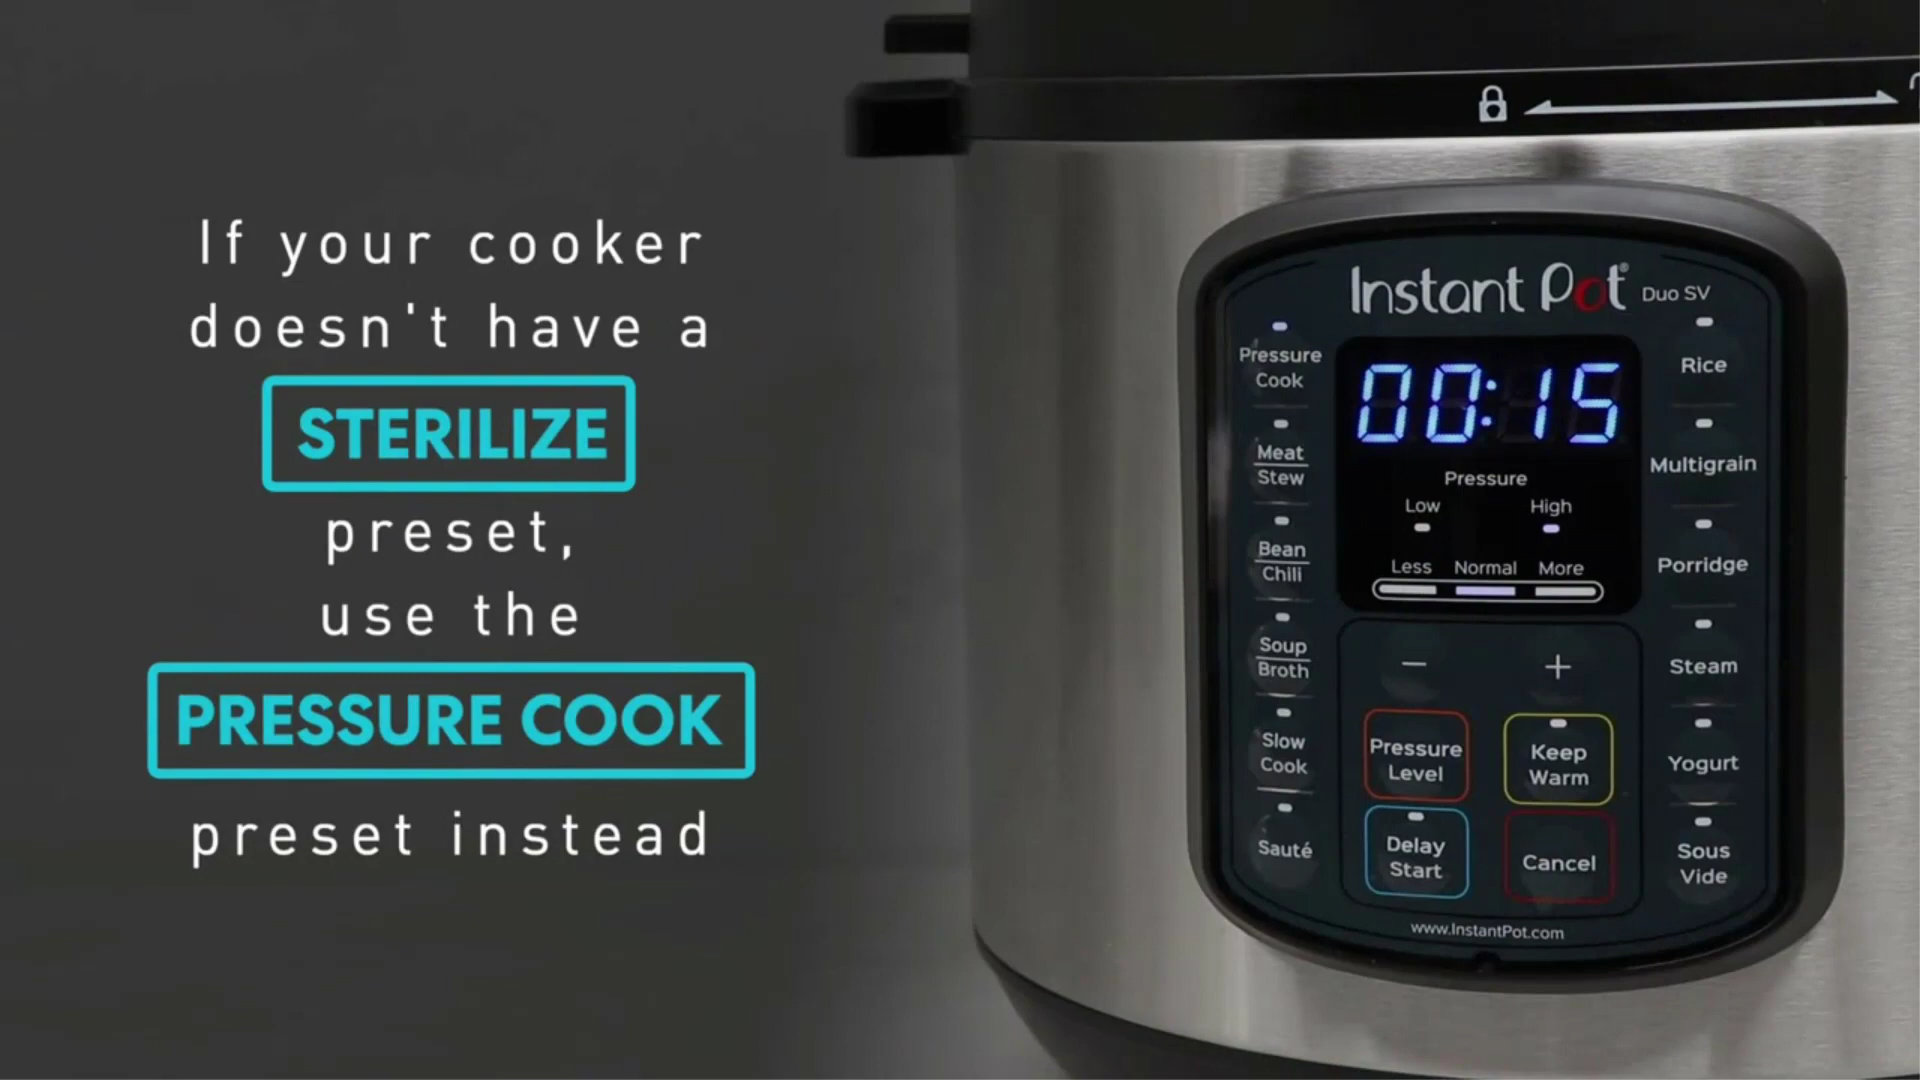 If your cooker
doesn't have a
STERILIZE
preset,
use the
PRESSURE COOK
preset instead
Instant Pot® Duo SV
00:15
Pressure
Low High
Less Normal More
Pressure
Cook
Meat
Stew
Bean
Chili
Soup
Broth
Slow
Cook
Sauté
− +
Pressure
Level
Keep
Warm
Delay
Start
Cancel
Rice
Multigrain
Porridge
Steam
Yogurt
Sous
Vide
www.InstantPot.com